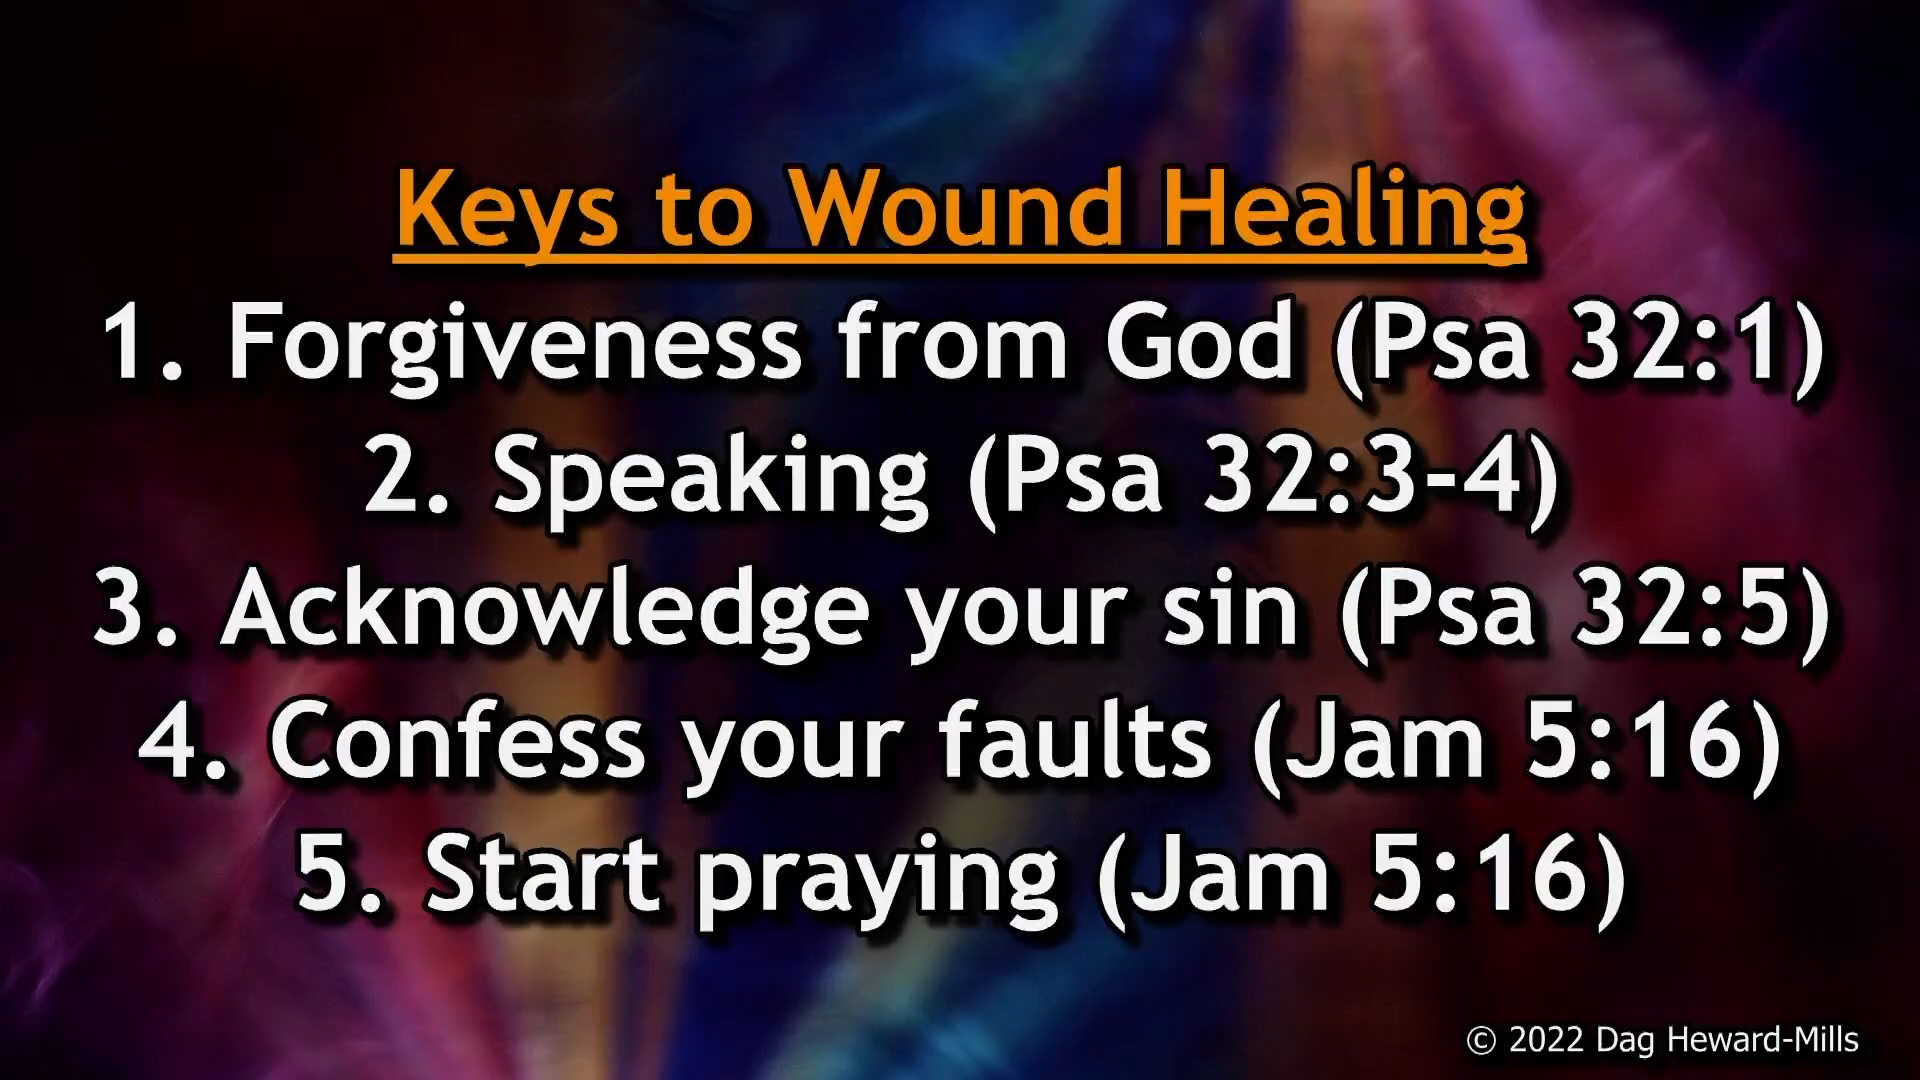 Keys to Wound Healing
1. Forgiveness from God (Psa 32:1)
2. Speaking (Psa 32:3-4)
3. Acknowledge your sin (Psa 32:5)
4. Confess your faults (Jam 5:16)
5. Start praying (Jam 5:16)
© 2022 Dag Heward-Mills